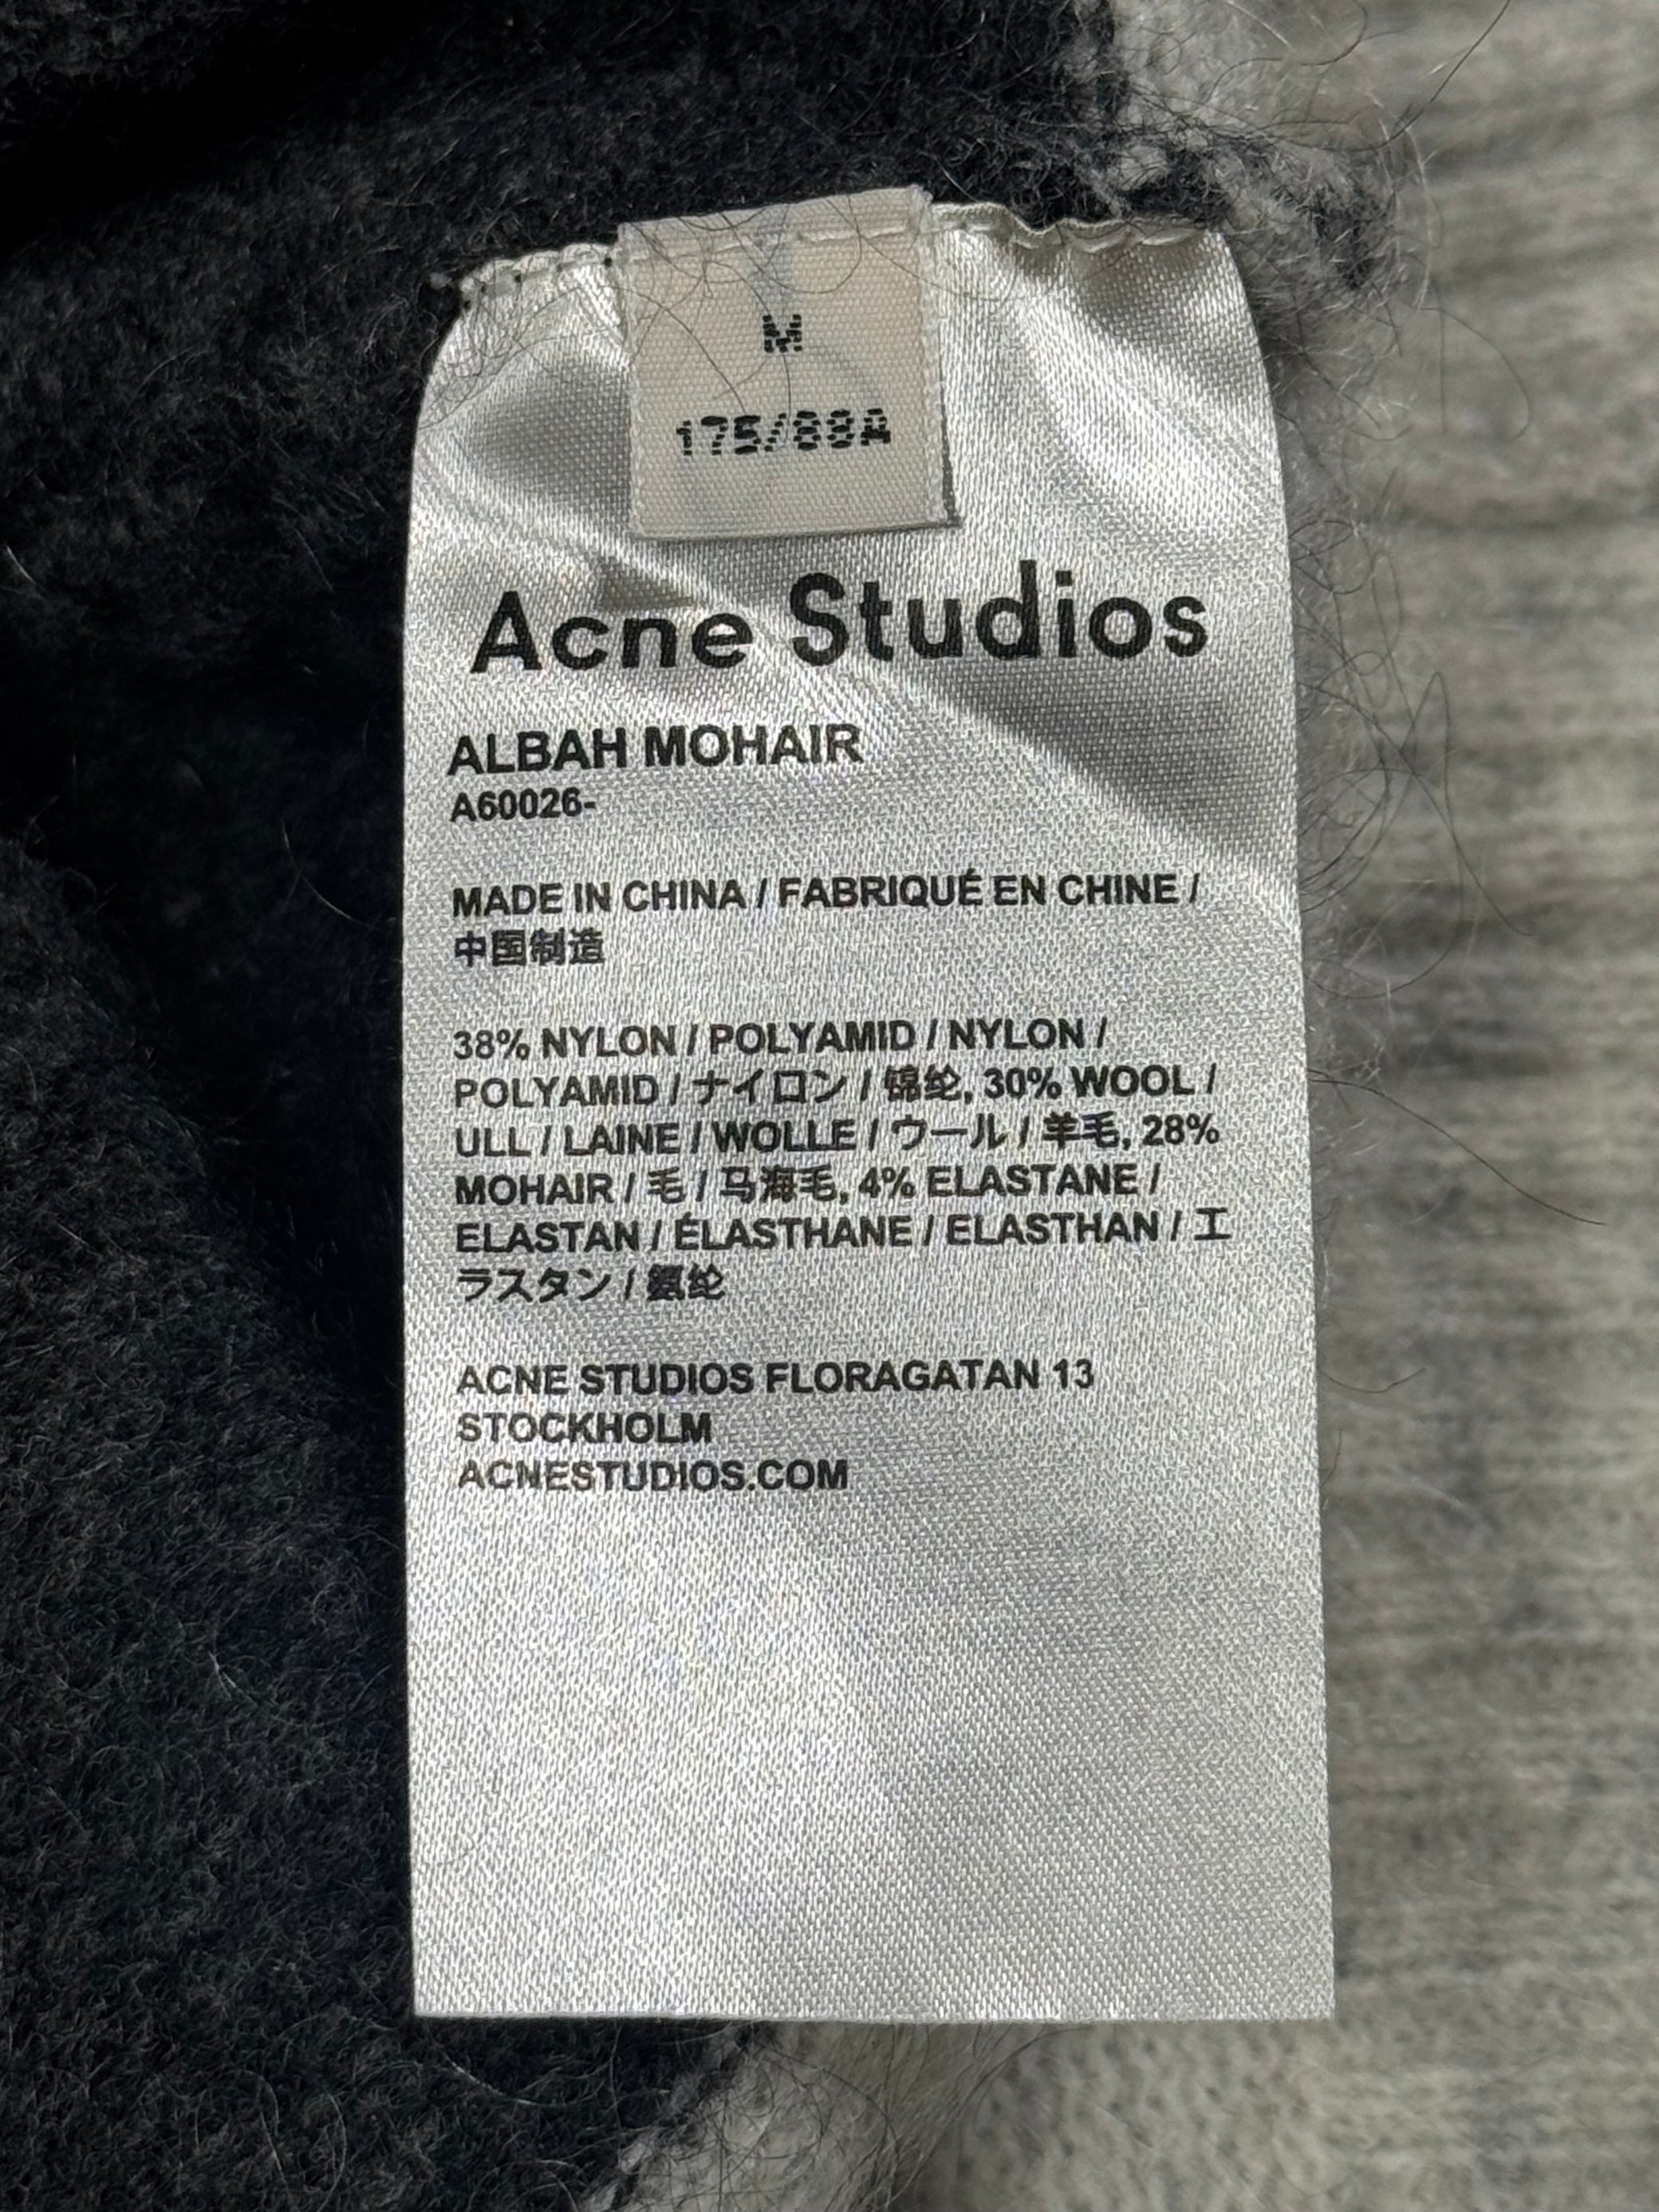 M
175/88A
Acne Studios
ALBAH MOHAIR
A60026-
MADE IN CHINA / FABRIQUÉ EN CHINE /
中国制造
38% NYLON / POLYAMID / NYLON /
POLYAMID / ナイロン / 锦纶, 30% WOOL /
ULL / LAINE / WOLLE / ウール / 羊毛, 28%
MOHAIR / 毛 / 马海毛, 4% ELASTANE /
ELASTAN / ÉLASTHANE / ELASTHAN / エ
ラスタン / 氨纶
ACNE STUDIOS FLORAGATAN 13
STOCKHOLM
ACNESTUDIOS.COM